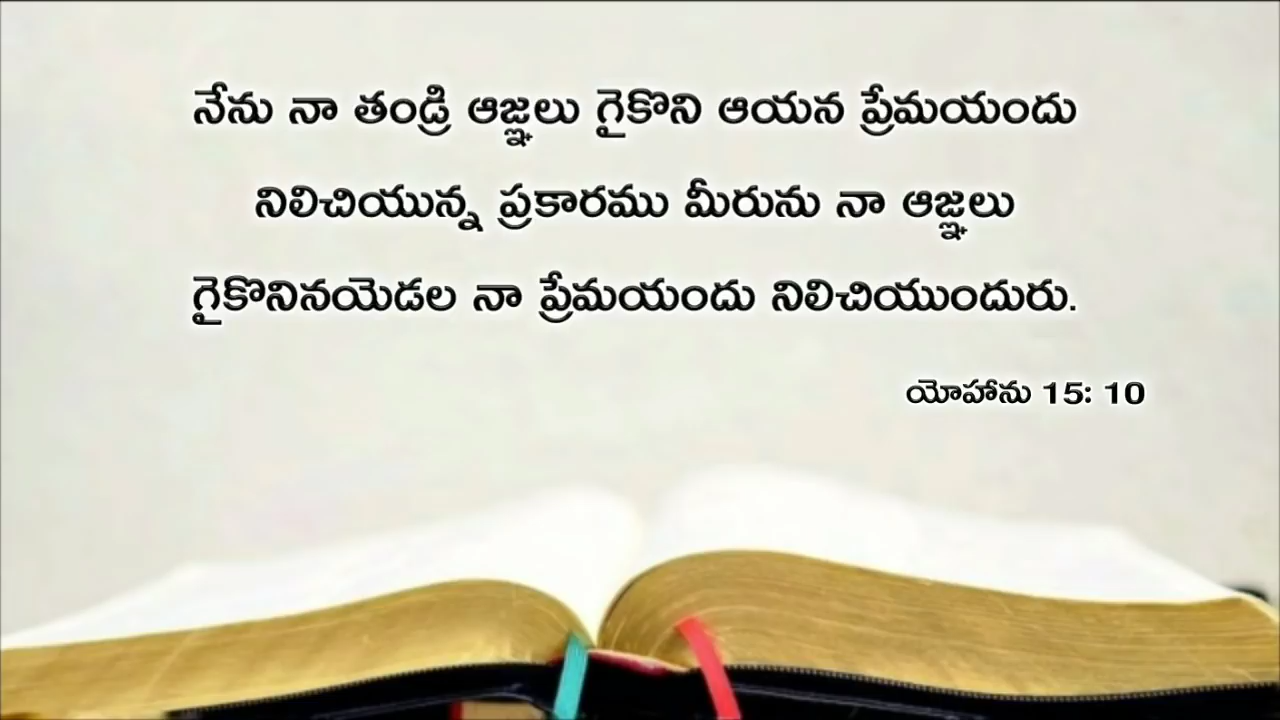 నేను నా తండ్రి ఆజ్ఞలు గైకొని ఆయన ప్రేమయందు
నిలిచియున్న ప్రకారము మీరును నా ఆజ్ఞలు
గైకొనినయెడల నా ప్రేమయందు నిలిచియుందురు.
యోహాను 15: 10